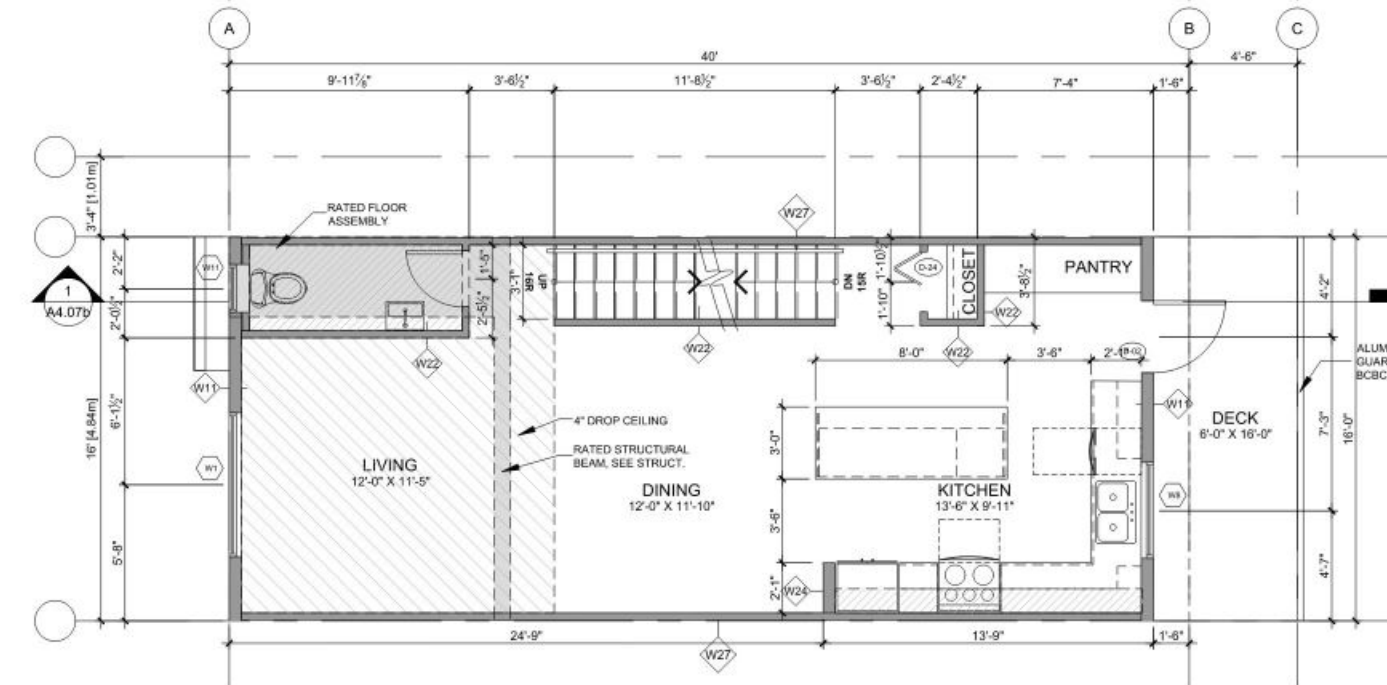 A
B
C
40'
4'-6"
9'-11⅞"
3'-6½"
11'-8½"
3'-6½"
2'-4½"
7'-4"
1'-6"
3'-4" [1.01m]
RATED FLOOR
ASSEMBLY
W27
W11
2'-2"
1'-5"
3'-1"
UP
16R
DN
15R
1'-10½"
D-24
CLOSET
PANTRY
3'-8½"
4'-2"
1
A4.07b
2'-0½"
2'-5½"
1'-10"
W22
W22
W22
W22
8'-0"
3'-6"
ALUM
GUAR
BCBC
W11
W11
16' [4.84m]
6'-1½"
4" DROP CEILING
DECK
6'-0" X 16'-0"
7'-3"
16'-0"
RATED STRUCTURAL
BEAM, SEE STRUCT.
3'-0"
W1
LIVING
12'-0" X 11'-5"
DINING
12'-0" X 11'-10"
KITCHEN
13'-6" X 9'-11"
W8
3'-6"
5'-8"
4'-7"
2'-1"
W24
24'-9"
13'-9"
1'-6"
W27